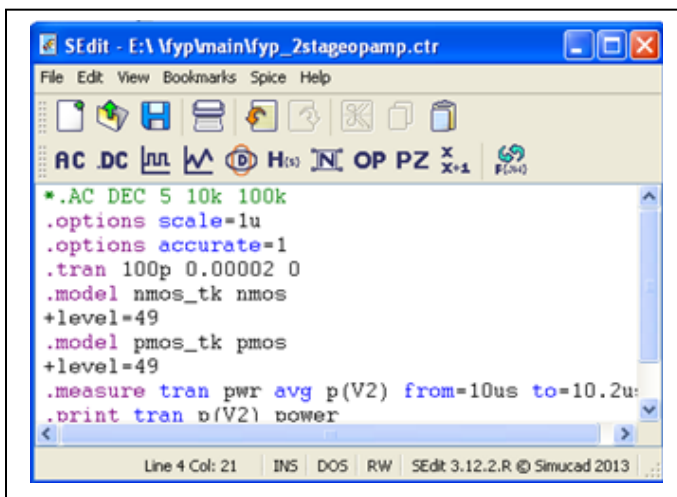 SEdit - E:\ \fyp\main\fyp_2stageopamp.ctr
File Edit View Bookmarks Spice Help
AC .DC H(s) N OP PZ X X+1
*.AC DEC 5 10k 100k
.options scale=1u
.options accurate=1
.tran 100p 0.00002 0
.model nmos_tk nmos
+level=49
.model pmos_tk pmos
+level=49
.measure tran pwr avg p(V2) from=10us to=10.2u
.print tran p(V2) power
Line 4 Col: 21 INS DOS RW SEdit 3.12.2.R © Simucad 2013